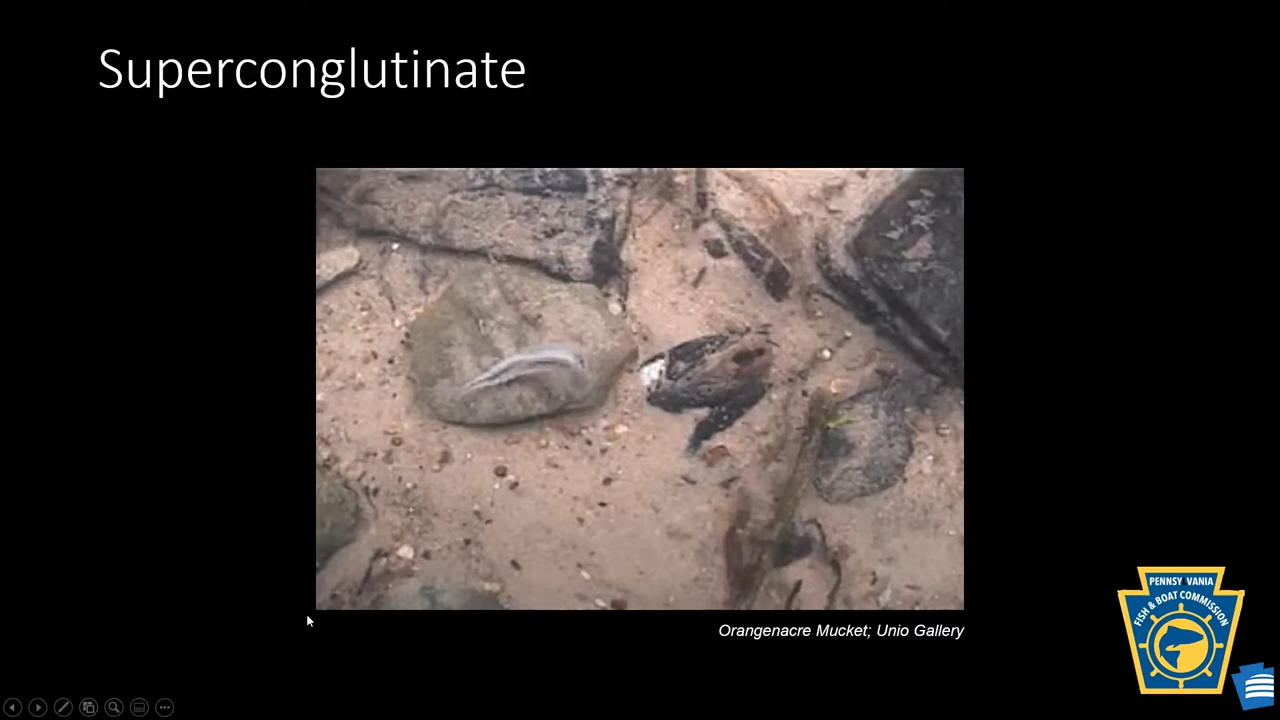 Superconglutinate
Orangenacre Mucket; Unio Gallery
PENNSYLVANIA
FISH & BOAT COMMISSION